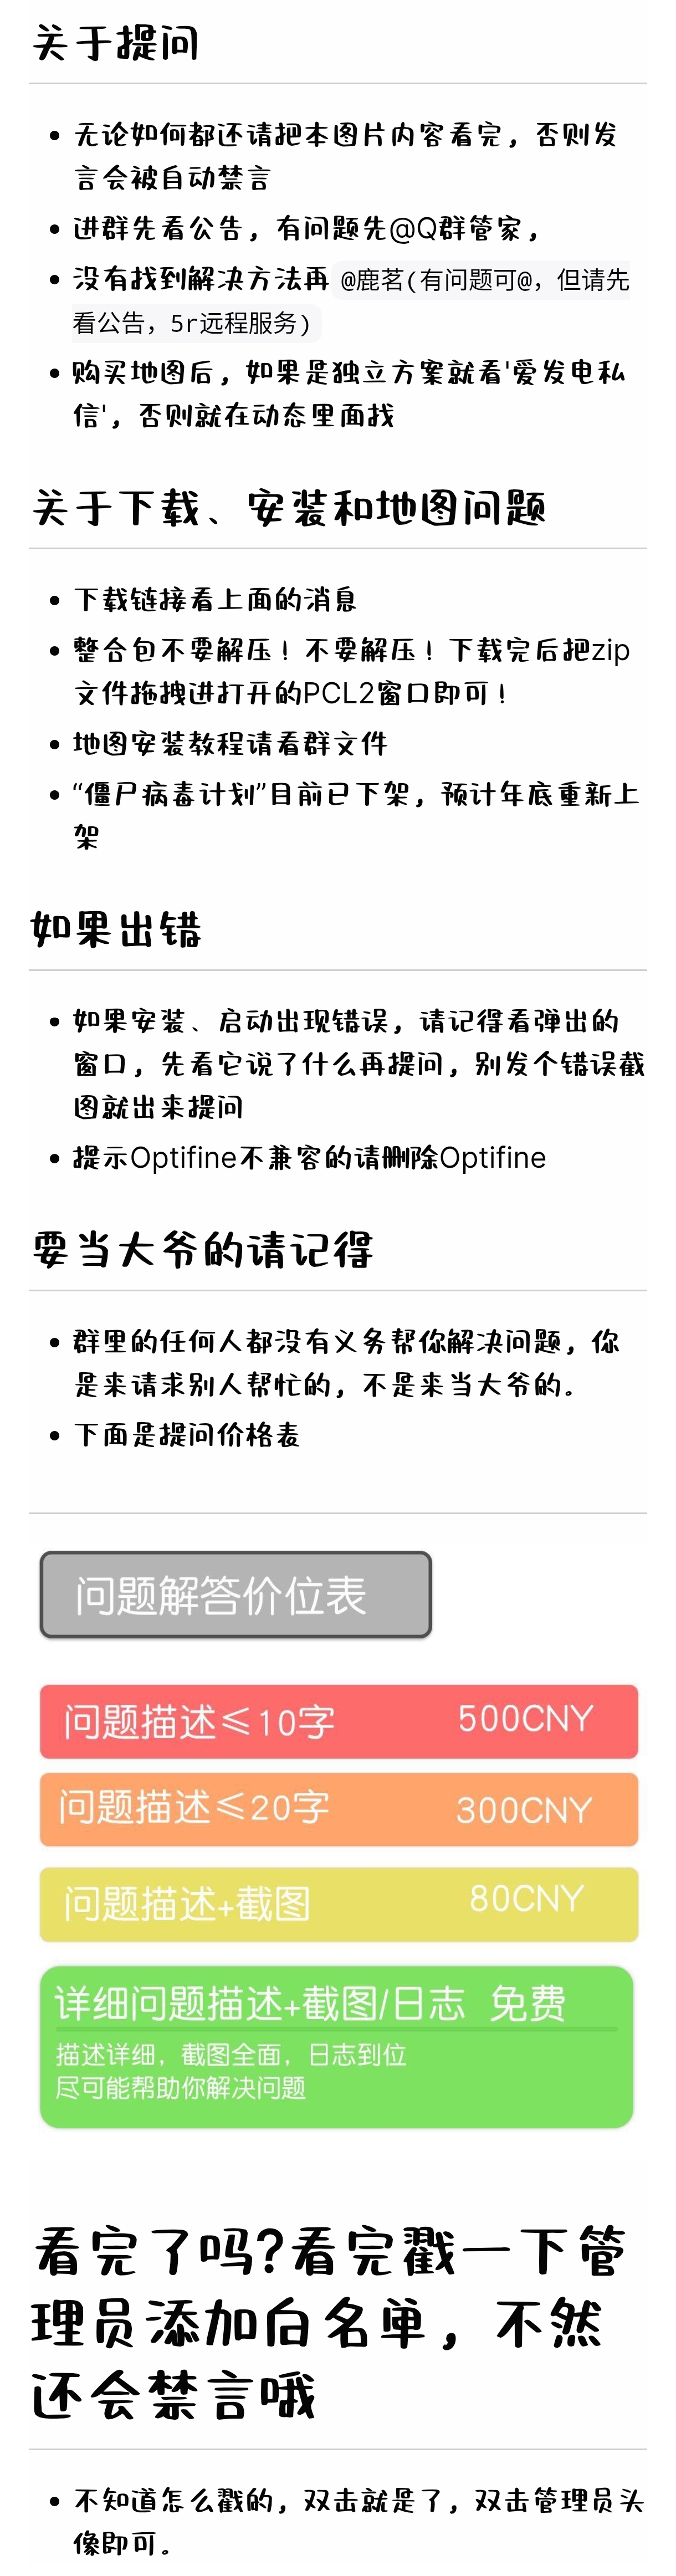 关于提问
无论如何都还请把本图片内容看完，否则发
言会被自动禁言
进群先看公告，有问题先@Q群管家，
没有找到解决方法再 @鹿茗(有问题可@，但请先
看公告，5r远程服务)
购买地图后，如果是独立方案就看'爱发电私
信'，否则就在动态里面找
关于下载、安装和地图问题
下载链接看上面的消息
整合包不要解压！不要解压！下载完后把zip
文件拖拽进打开的PCL2窗口即可！
地图安装教程请看群文件
“僵尸病毒计划”目前已下架，预计年底重新上
架
如果出错
如果安装、启动出现错误，请记得看弹出的
窗口，先看它说了什么再提问，别发个错误截
图就出来提问
提示Optifine不兼容的请删除Optifine
要当大爷的请记得
群里的任何人都没有义务帮你解决问题，你
是来请求别人帮忙的，不是来当大爷的。
下面是提问价格表
问题解答价位表
问题描述≤10字 500CNY
问题描述≤20字 300CNY
问题描述+截图 80CNY
详细问题描述+截图/日志 免费
描述详细，截图全面，日志到位
尽可能帮助你解决问题
看完了吗?看完戳一下管
理员添加白名单，不然
还会禁言哦
不知道怎么戳的，双击就是了，双击管理员头
像即可。